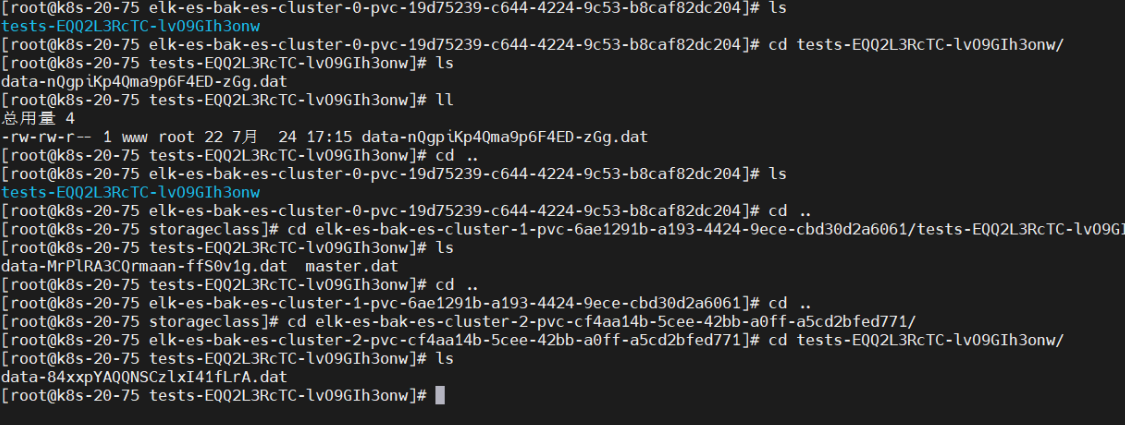 [root@k8s-20-75 elk-es-bak-es-cluster-0-pvc-19d75239-c644-4224-9c53-b8caf82dc204]# ls
tests-EQQ2L3RcTC-lvO9GIh3onw
[root@k8s-20-75 elk-es-bak-es-cluster-0-pvc-19d75239-c644-4224-9c53-b8caf82dc204]# cd tests-EQQ2L3RcTC-lvO9GIh3onw/
[root@k8s-20-75 tests-EQQ2L3RcTC-lvO9GIh3onw]# ls
data-nQgpiKp4Qma9p6F4ED-zGg.dat
[root@k8s-20-75 tests-EQQ2L3RcTC-lvO9GIh3onw]# ll
总用量 4
-rw-rw-r-- 1 www root 22 7月  24 17:15 data-nQgpiKp4Qma9p6F4ED-zGg.dat
[root@k8s-20-75 tests-EQQ2L3RcTC-lvO9GIh3onw]# cd ..
[root@k8s-20-75 elk-es-bak-es-cluster-0-pvc-19d75239-c644-4224-9c53-b8caf82dc204]# ls
tests-EQQ2L3RcTC-lvO9GIh3onw
[root@k8s-20-75 elk-es-bak-es-cluster-0-pvc-19d75239-c644-4224-9c53-b8caf82dc204]# cd ..
[root@k8s-20-75 storageclass]# cd elk-es-bak-es-cluster-1-pvc-6ae1291b-a193-4424-9ece-cbd30d2a6061/tests-EQQ2L3RcTC-lvO9GI
[root@k8s-20-75 tests-EQQ2L3RcTC-lvO9GIh3onw]# ls
data-MrPlRA3CQrmaan-ffS0v1g.dat  master.dat
[root@k8s-20-75 tests-EQQ2L3RcTC-lvO9GIh3onw]# cd ..
[root@k8s-20-75 elk-es-bak-es-cluster-1-pvc-6ae1291b-a193-4424-9ece-cbd30d2a6061]# cd ..
[root@k8s-20-75 storageclass]# cd elk-es-bak-es-cluster-2-pvc-cf4aa14b-5cee-42bb-a0ff-a5cd2bfed771/
[root@k8s-20-75 elk-es-bak-es-cluster-2-pvc-cf4aa14b-5cee-42bb-a0ff-a5cd2bfed771]# cd tests-EQQ2L3RcTC-lvO9GIh3onw/
[root@k8s-20-75 tests-EQQ2L3RcTC-lvO9GIh3onw]# ls
data-84xxpYAQQNSCzlxI41fLrA.dat
[root@k8s-20-75 tests-EQQ2L3RcTC-lvO9GIh3onw]#